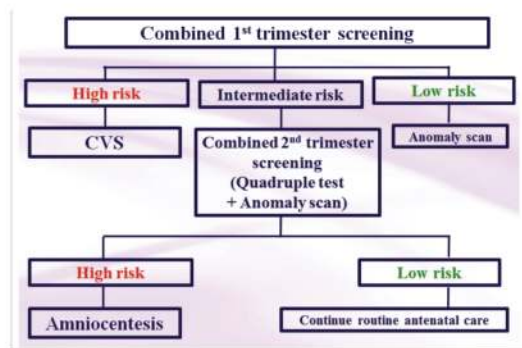 Combined 1st trimester screening
High risk
Intermediate risk
Low risk
CVS
Combined 2nd trimester
screening
(Quadruple test
+ Anomaly scan)
Anomaly scan
High risk
Low risk
Amniocentesis
Continue routine antenatal care